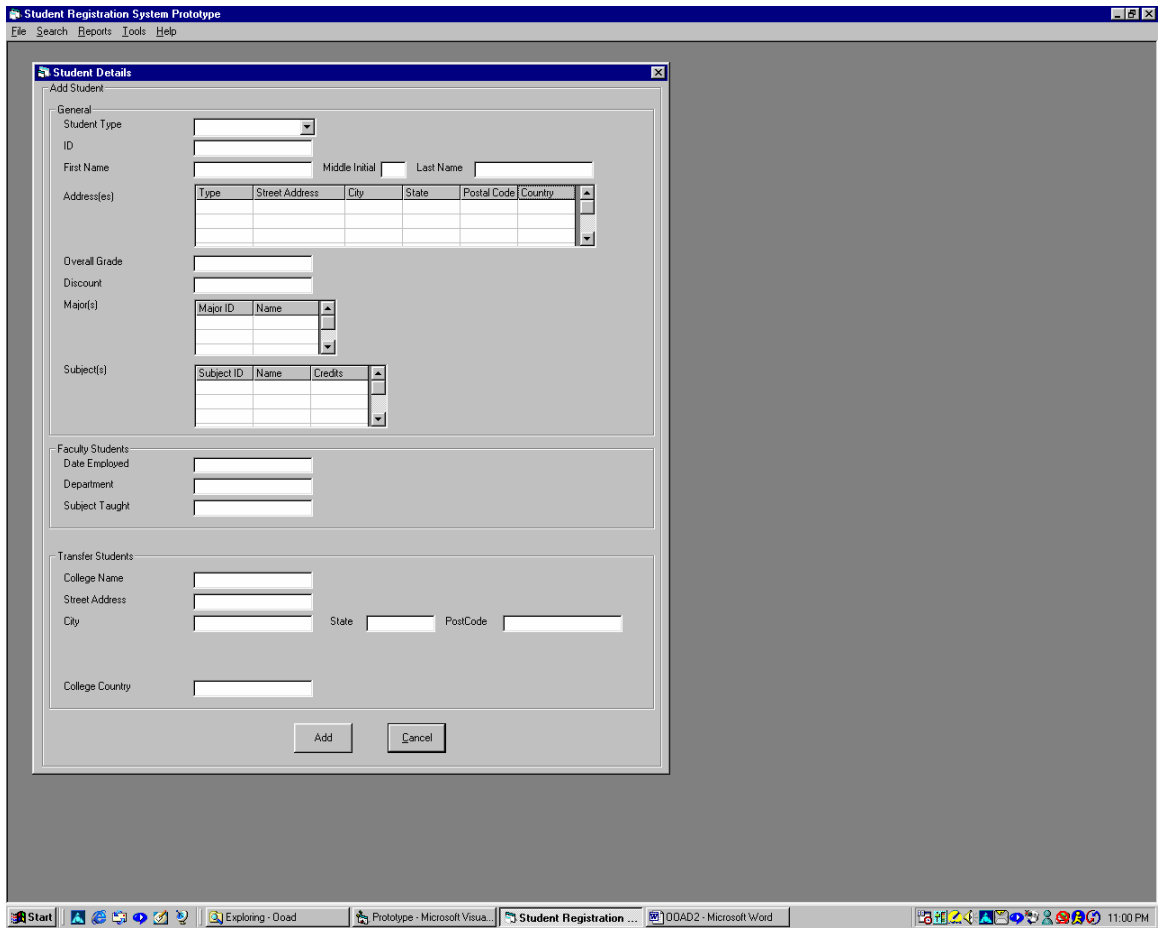 Student Registration System Prototype
File Search Reports Tools Help
Student Details
Add Student
General
Student Type
ID
First Name Middle Initial Last Name
Address(es) Type Street Address City State Postal Code Country
Overall Grade
Discount
Major(s) Major ID Name
Subject(s) Subject ID Name Credits
Faculty Students
Date Employed
Department
Subject Taught
Transfer Students
College Name
Street Address
City State PostCode
College Country
Add Cancel
Start Exploring - Ooad Prototype - Microsoft Visua... Student Registration ... OOAD2 - Microsoft Word 11:00 PM